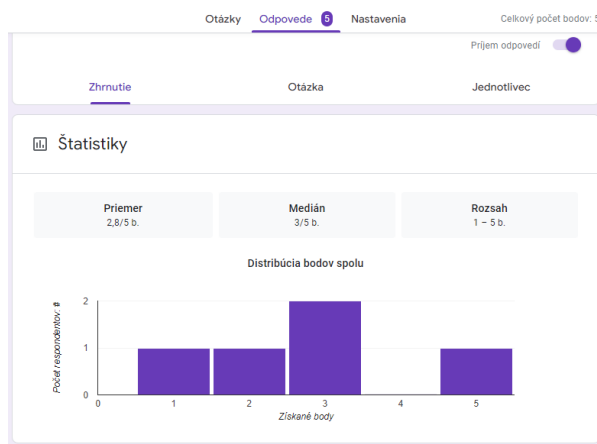 Otázky Odpovede 5 Nastavenia Celkový počet bodov: 5
Príjem odpovedí
Zhrnutie Otázka Jednotlivec
Štatistiky
Priemer Medián Rozsah
2,8/5 b. 3/5 b. 1 – 5 b.
Distribúcia bodov spolu
Počet respondentov: #
2
1
0
0 1 2 3 4 5
Získané body